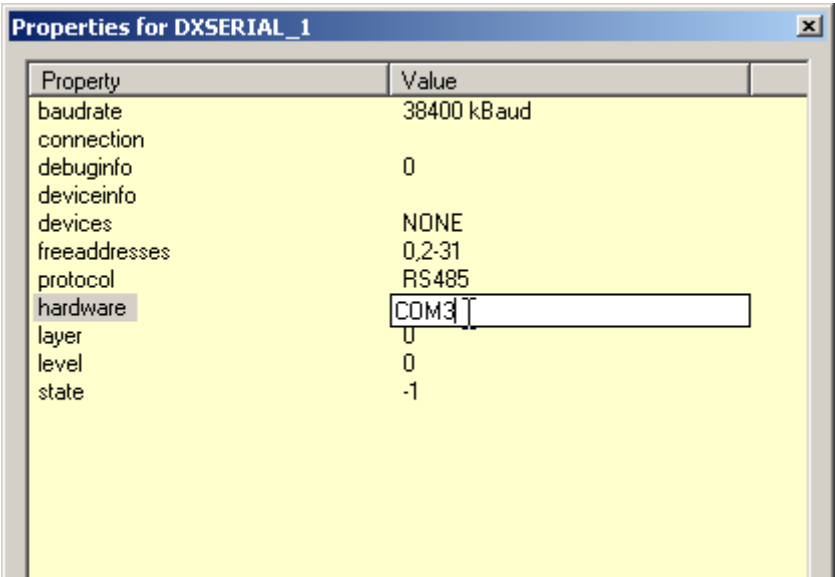 Properties for DXSERIAL_1
Property Value
baudrate 38400 kBaud
connection
debuginfo 0
deviceinfo
devices NONE
freeaddresses 0,2-31
protocol RS485
hardware COM3
layer 0
level 0
state -1